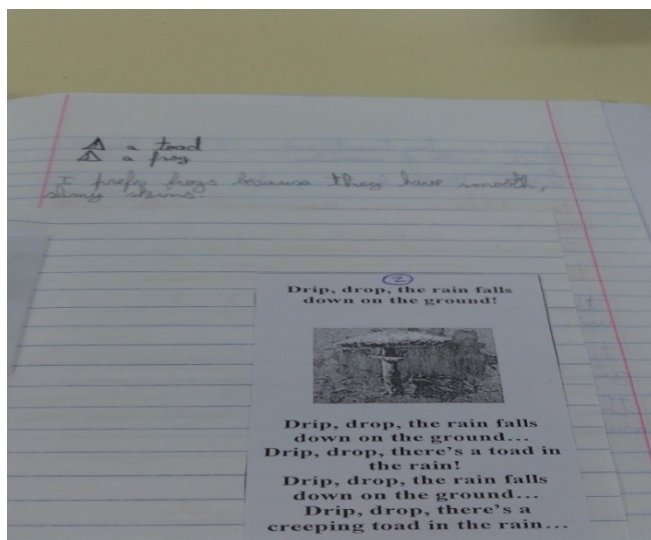 a toad
a frog
I prefer frogs because they have smooth,
slimy skins.
2
Drip, drop, the rain falls
down on the ground!
Drip, drop, the rain falls
down on the ground...
Drip, drop, there's a toad in
the rain!
Drip, drop, the rain falls
down on the ground...
Drip, drop, there's a
creeping toad in the rain...